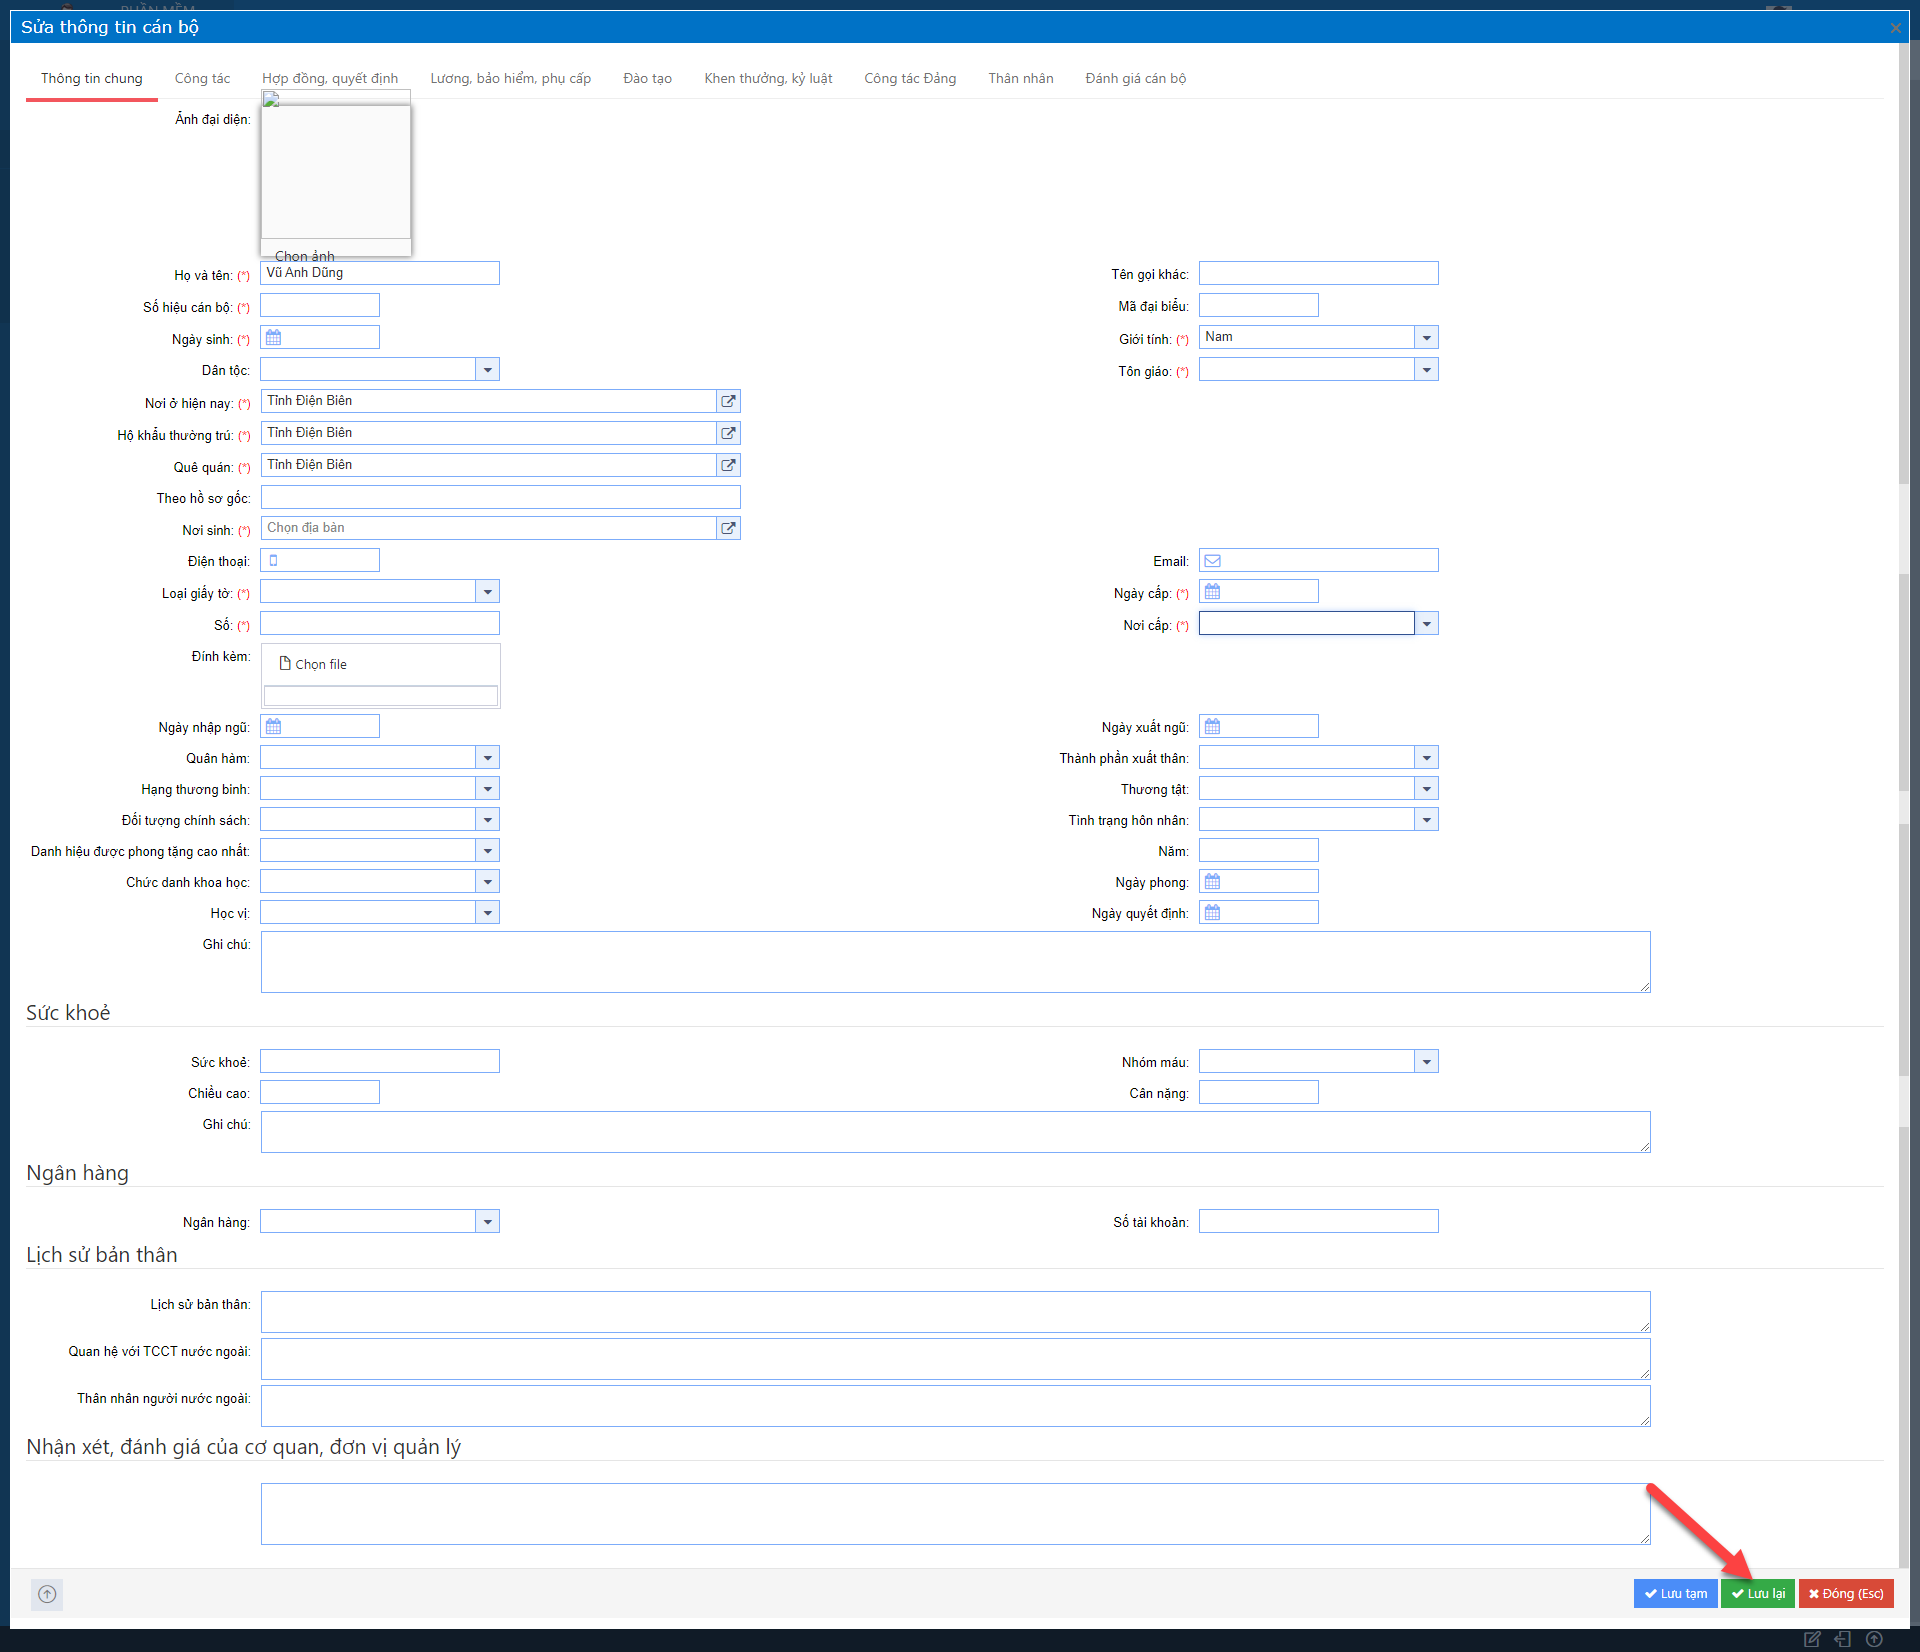 PHẦN MỀM
Sửa thông tin cán bộ
Thông tin chung Công tác Hợp đồng, quyết định Lương, bảo hiểm, phụ cấp Đào tạo Khen thưởng, kỷ luật Công tác Đảng Thân nhân Đánh giá cán bộ
Ảnh đại diện:
Chọn ảnh
Họ và tên: (*) Vũ Anh Dũng Tên gọi khác:
Số hiệu cán bộ: (*) Mã đại biểu:
Ngày sinh: (*) Giới tính: (*) Nam
Dân tộc: Tôn giáo: (*)
Nơi ở hiện nay: (*) Tỉnh Điện Biên
Hộ khẩu thường trú: (*) Tỉnh Điện Biên
Quê quán: (*) Tỉnh Điện Biên
Theo hồ sơ gốc:
Nơi sinh: (*) Chọn địa bàn
Điện thoại: Email:
Loại giấy tờ: (*) Ngày cấp: (*)
Số: (*) Nơi cấp: (*)
Đính kèm: Chọn file
Ngày nhập ngũ: Ngày xuất ngũ:
Quân hàm: Thành phần xuất thân:
Hạng thương binh: Thương tật:
Đối tượng chính sách: Tình trạng hôn nhân:
Danh hiệu được phong tặng cao nhất: Năm:
Chức danh khoa học: Ngày phong:
Học vị: Ngày quyết định:
Ghi chú:
Sức khoẻ
Sức khoẻ: Nhóm máu:
Chiều cao: Cân nặng:
Ghi chú:
Ngân hàng
Ngân hàng: Số tài khoản:
Lịch sử bản thân
Lịch sử bản thân:
Quan hệ với TCCT nước ngoài:
Thân nhân người nước ngoài:
Nhận xét, đánh giá của cơ quan, đơn vị quản lý
Lưu tạm Lưu lại Đóng (Esc)